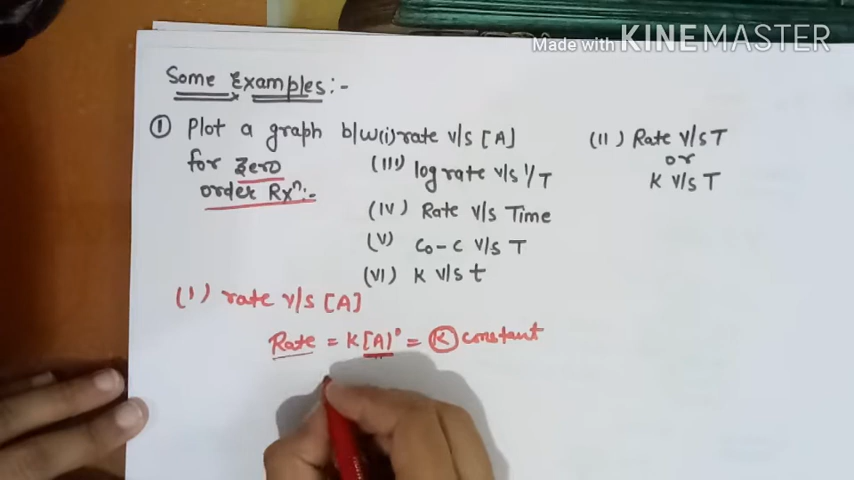 Made with KINEMASTER
Some Examples:-
① Plot a graph b/w(i) rate v/s [A]
for Zero
order Rxⁿ:-
(II) Rate v/s T
or
K v/s T
(III) log rate v/s 1/T
(IV) Rate v/s Time
(V) C₀-C v/s T
(VI) K v/s t
(I) rate v/s [A]
Rate = K[A]⁰ = K constant